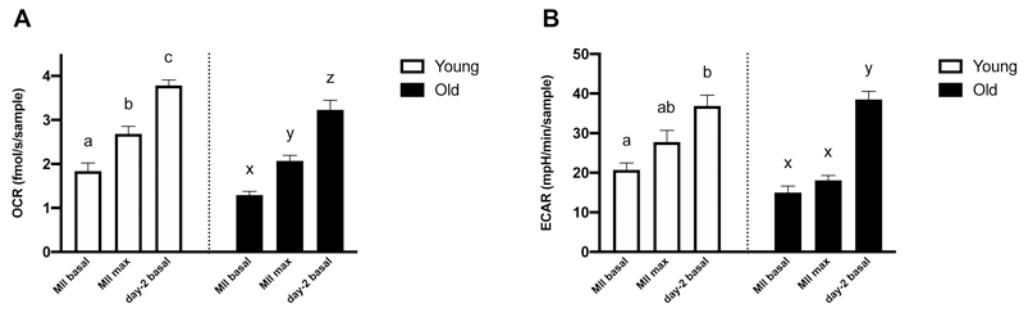 A
OCR (fmol/s/sample)
4
3
2
1
0
a
b
c
x
y
z
MII basal
MII max
day-2 basal
MII basal
MII max
day-2 basal
Young
Old
B
ECAR (mpH/min/sample)
50
40
30
20
10
0
a
ab
b
x
x
y
MII basal
MII max
day-2 basal
MII basal
MII max
day-2 basal
Young
Old